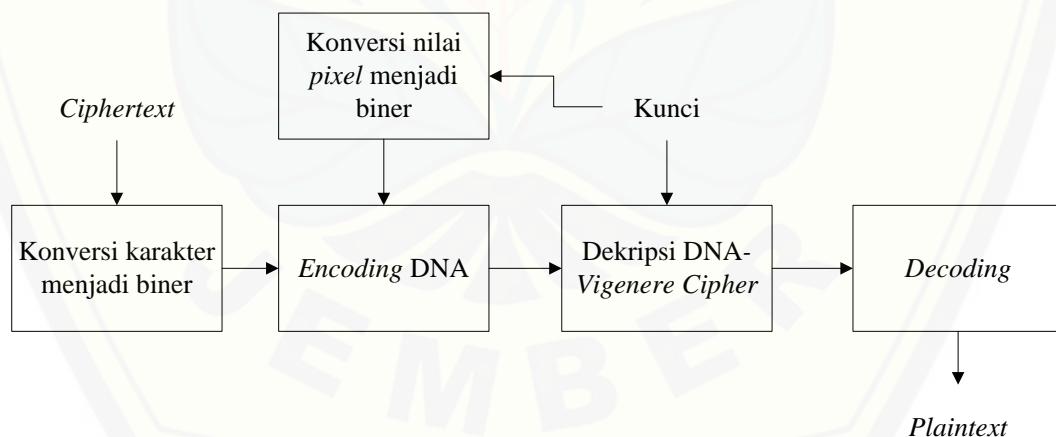 Konversi nilai
pixel menjadi
biner
Ciphertext
Kunci
Konversi karakter
menjadi biner
Encoding DNA
Dekripsi DNA-
Vigenere Cipher
Decoding
Plaintext
JEMBER